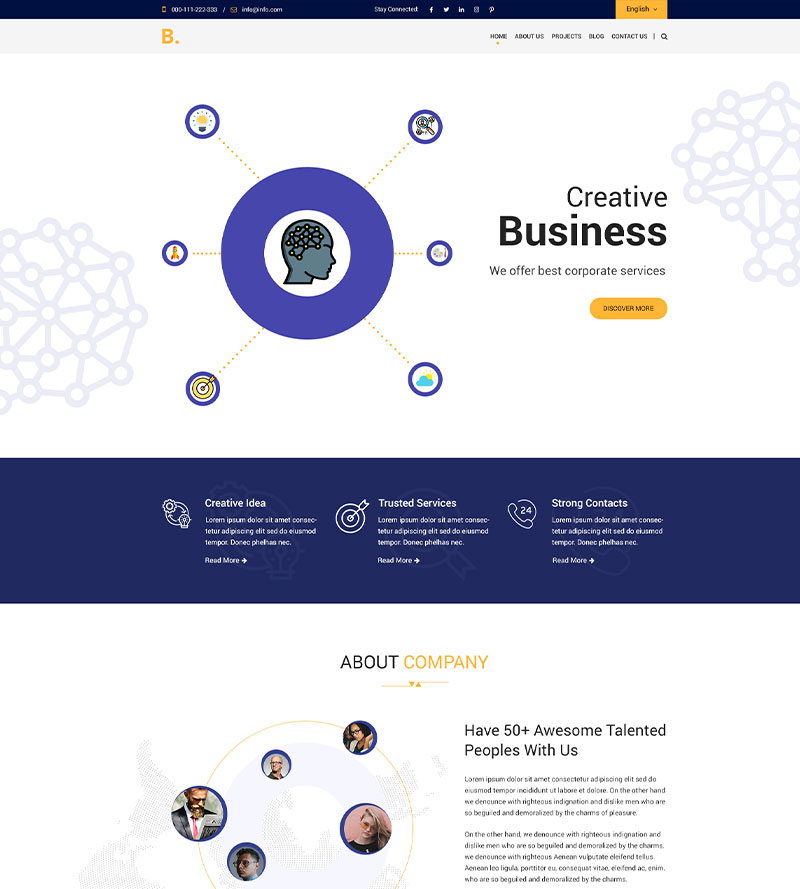 000-111-222-333 / info@info.com Stay Connected: English
B. HOME ABOUT US PROJECTS BLOG CONTACT US |
Creative
Business
We offer best corporate services
DISCOVER MORE
Creative Idea
Lorem ipsum dolor sit amet consec-
tetur adipiscing elit sed do eiusmod
tempor. Donec phelhas nec.
Read More
Trusted Services
Lorem ipsum dolor sit amet consec-
tetur adipiscing elit sed do eiusmod
tempor. Donec phelhas nec.
Read More
24
Strong Contacts
Lorem ipsum dolor sit amet consec-
tetur adipiscing elit sed do eiusmod
tempor. Donec phelhas nec.
Read More
ABOUT COMPANY
Have 50+ Awesome Talented
Peoples With Us
Lorem ipsum dolor sit amet consectetur adipiscing elit sed do eiusmod
tempor incididunt ut labore et dolore. On the other hand
we denounce with righteous indignation and dislike men who are
so beguiled and demoralized by the charms of pleasure.
On the other hand, we denounce with righteous indignation and
dislike men who are so beguiled and demoralized by the charms.
we denounce with righteous Aenean vulputate eleifend tellus.
Aenean leo ligula, porttitor eu, consequat vitae, eleifend ac, enim.
who are so beguiled and demoralized by the charms.